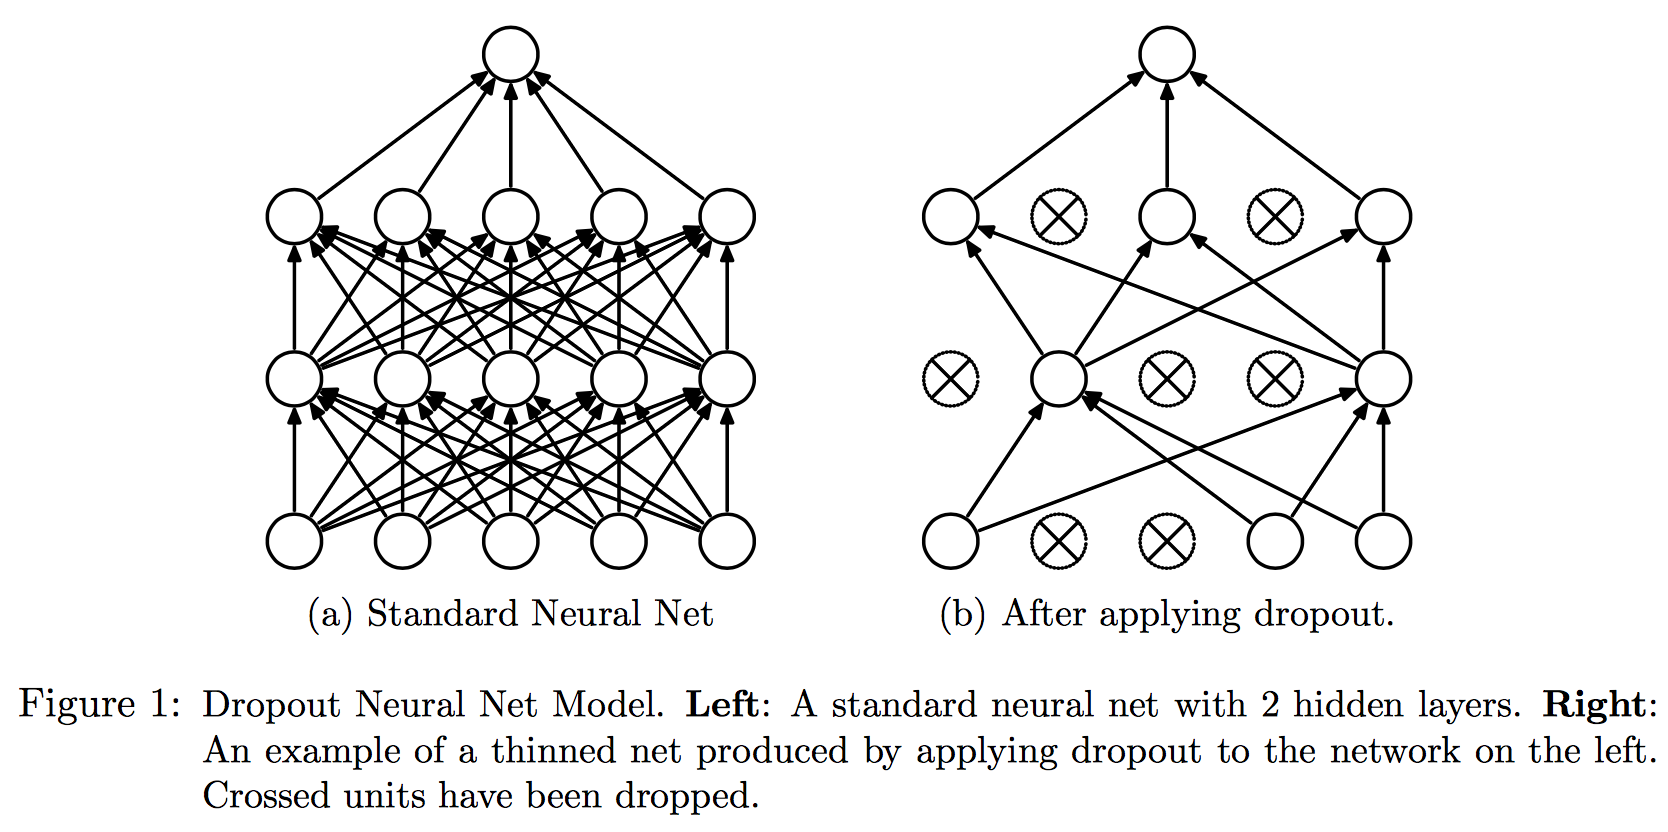 (a) Standard Neural Net
(b) After applying dropout.
Figure 1: Dropout Neural Net Model. Left: A standard neural net with 2 hidden layers. Right:
An example of a thinned net produced by applying dropout to the network on the left.
Crossed units have been dropped.